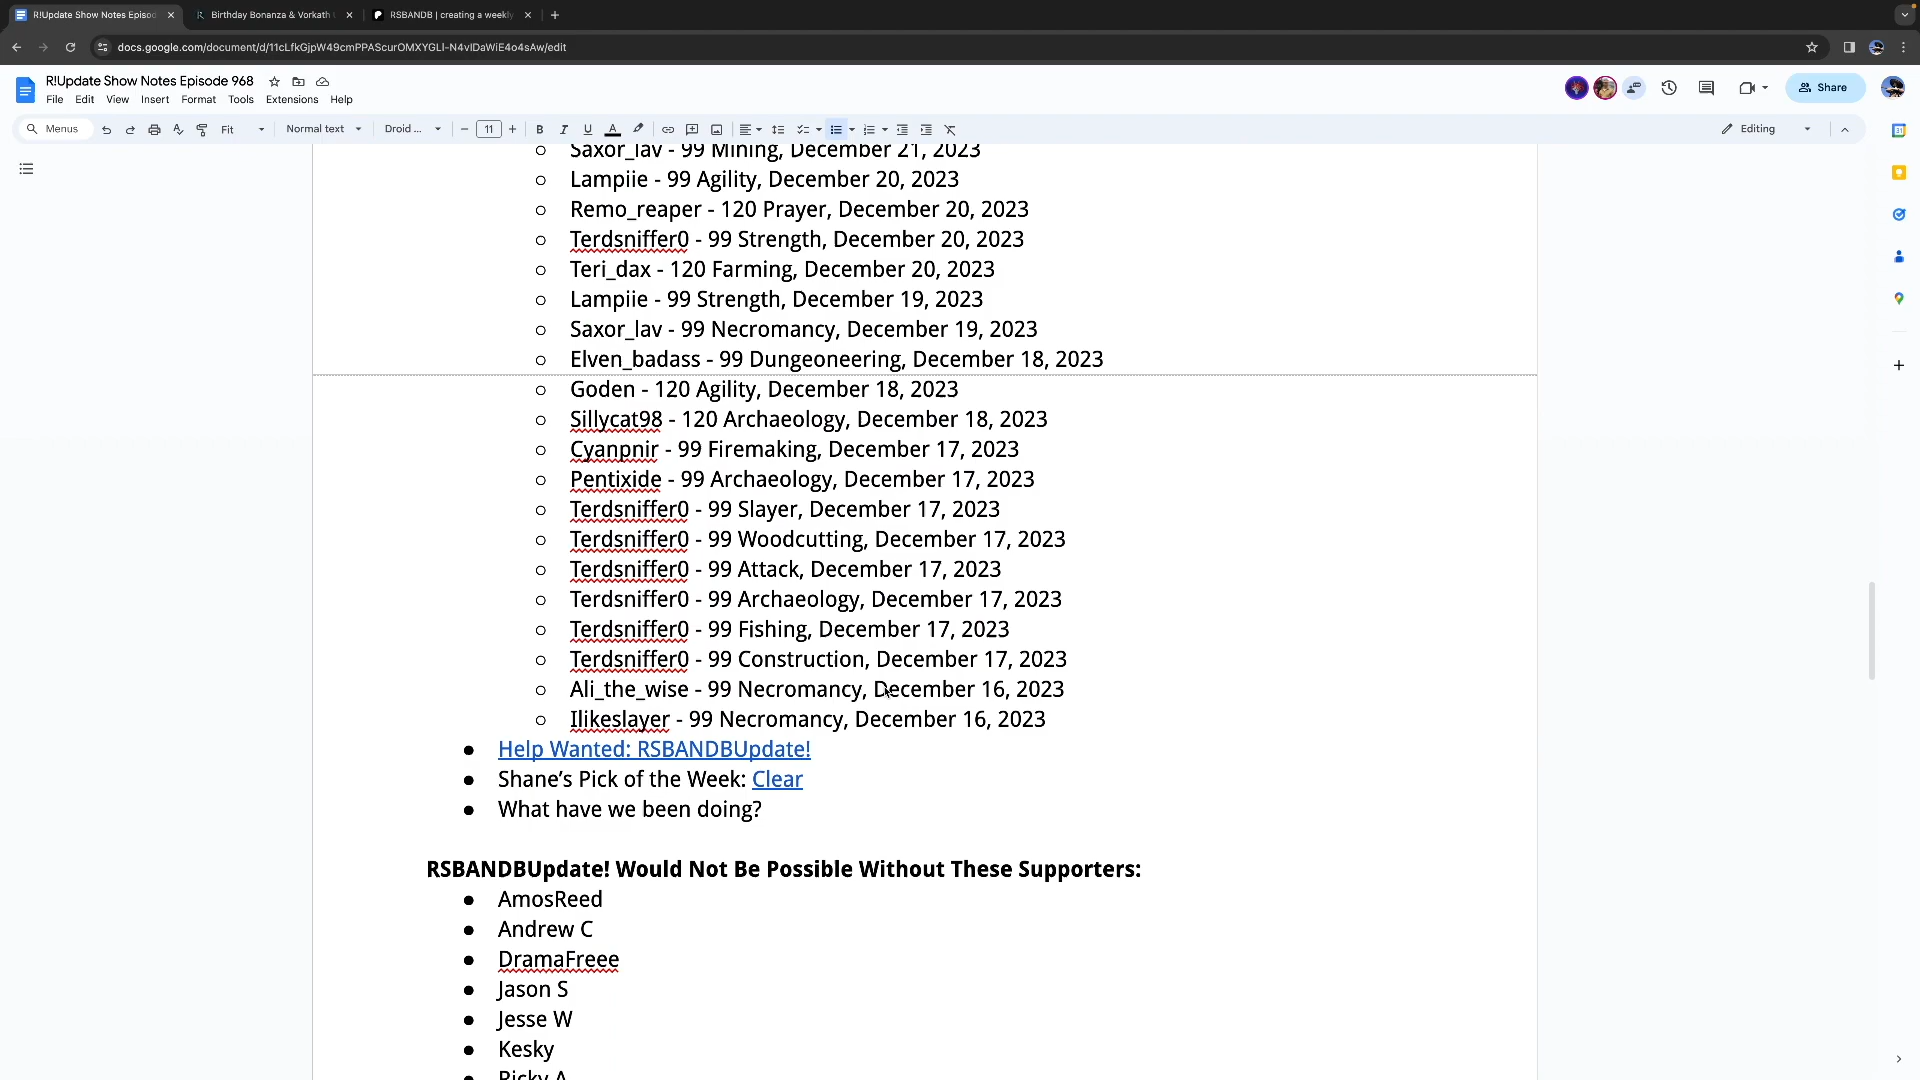 R!Update Show Notes Episod
Birthday Bonanza & Vorkath
RSBANDB | creating a weekly
docs.google.com/document/d/11cLfkGjpW49cmPPAScurOMXYGLI-N4vIDaWiE4o4sAw/edit
R!Update Show Notes Episode 968
File Edit View Insert Format Tools Extensions Help
Share
Menus Fit Normal text Droid ... 11 Editing
Saxor_lav - 99 Mining, December 21, 2023
Lampiie - 99 Agility, December 20, 2023
Remo_reaper - 120 Prayer, December 20, 2023
Terdsniffer0 - 99 Strength, December 20, 2023
Teri_dax - 120 Farming, December 20, 2023
Lampiie - 99 Strength, December 19, 2023
Saxor_lav - 99 Necromancy, December 19, 2023
Elven_badass - 99 Dungeoneering, December 18, 2023
Goden - 120 Agility, December 18, 2023
Sillycat98 - 120 Archaeology, December 18, 2023
Cyanpnir - 99 Firemaking, December 17, 2023
Pentixide - 99 Archaeology, December 17, 2023
Terdsniffer0 - 99 Slayer, December 17, 2023
Terdsniffer0 - 99 Woodcutting, December 17, 2023
Terdsniffer0 - 99 Attack, December 17, 2023
Terdsniffer0 - 99 Archaeology, December 17, 2023
Terdsniffer0 - 99 Fishing, December 17, 2023
Terdsniffer0 - 99 Construction, December 17, 2023
Ali_the_wise - 99 Necromancy, December 16, 2023
Ilikeslayer - 99 Necromancy, December 16, 2023
Help Wanted: RSBANDBUpdate!
Shane's Pick of the Week: Clear
What have we been doing?
RSBANDBUpdate! Would Not Be Possible Without These Supporters:
AmosReed
Andrew C
DramaFreee
Jason S
Jesse W
Kesky
Ricky A